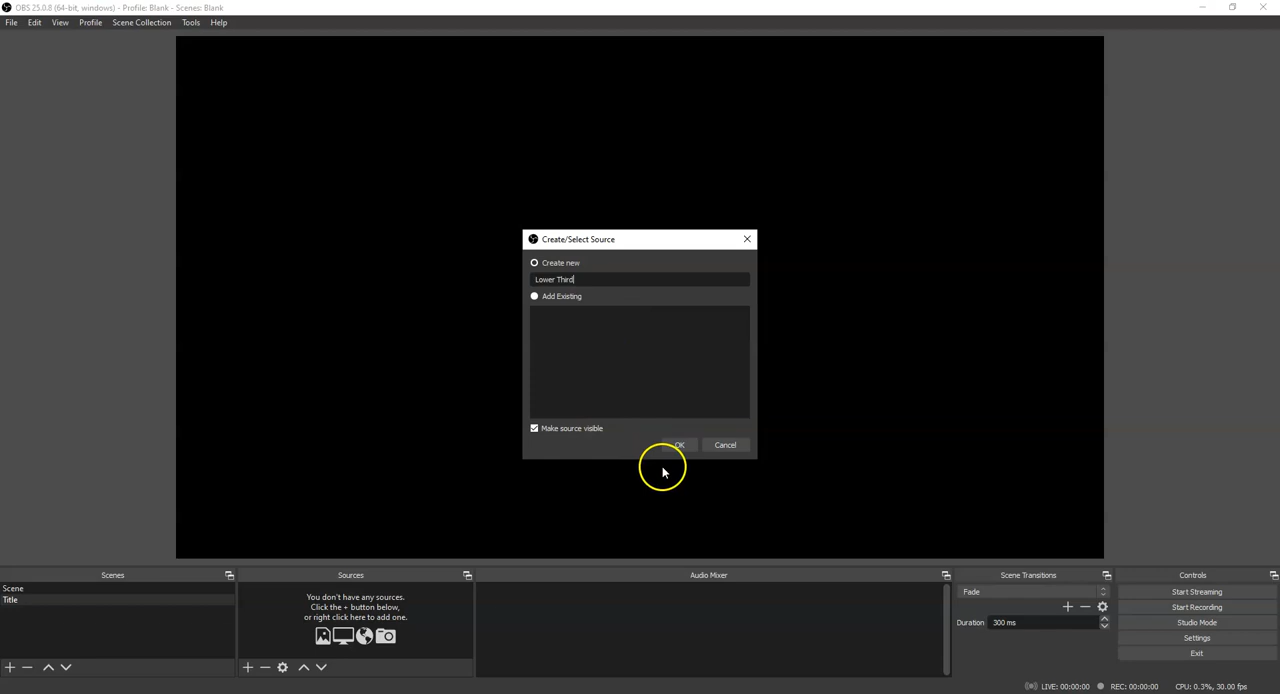 OBS 25.0.8 (64-bit, windows) - Profile: Blank - Scenes: Blank
File Edit View Profile Scene Collection Tools Help
Create/Select Source
Create new
Lower Third
Add Existing
Make source visible
OK Cancel
Scenes Sources Audio Mixer Scene Transitions Controls
Scene
Title
You don't have any sources.
Click the + button below,
or right click here to add one.
Fade
Duration 300 ms
Start Streaming
Start Recording
Studio Mode
Settings
Exit
LIVE: 00:00:00 REC: 00:00:00 CPU: 0.3%, 30.00 fps